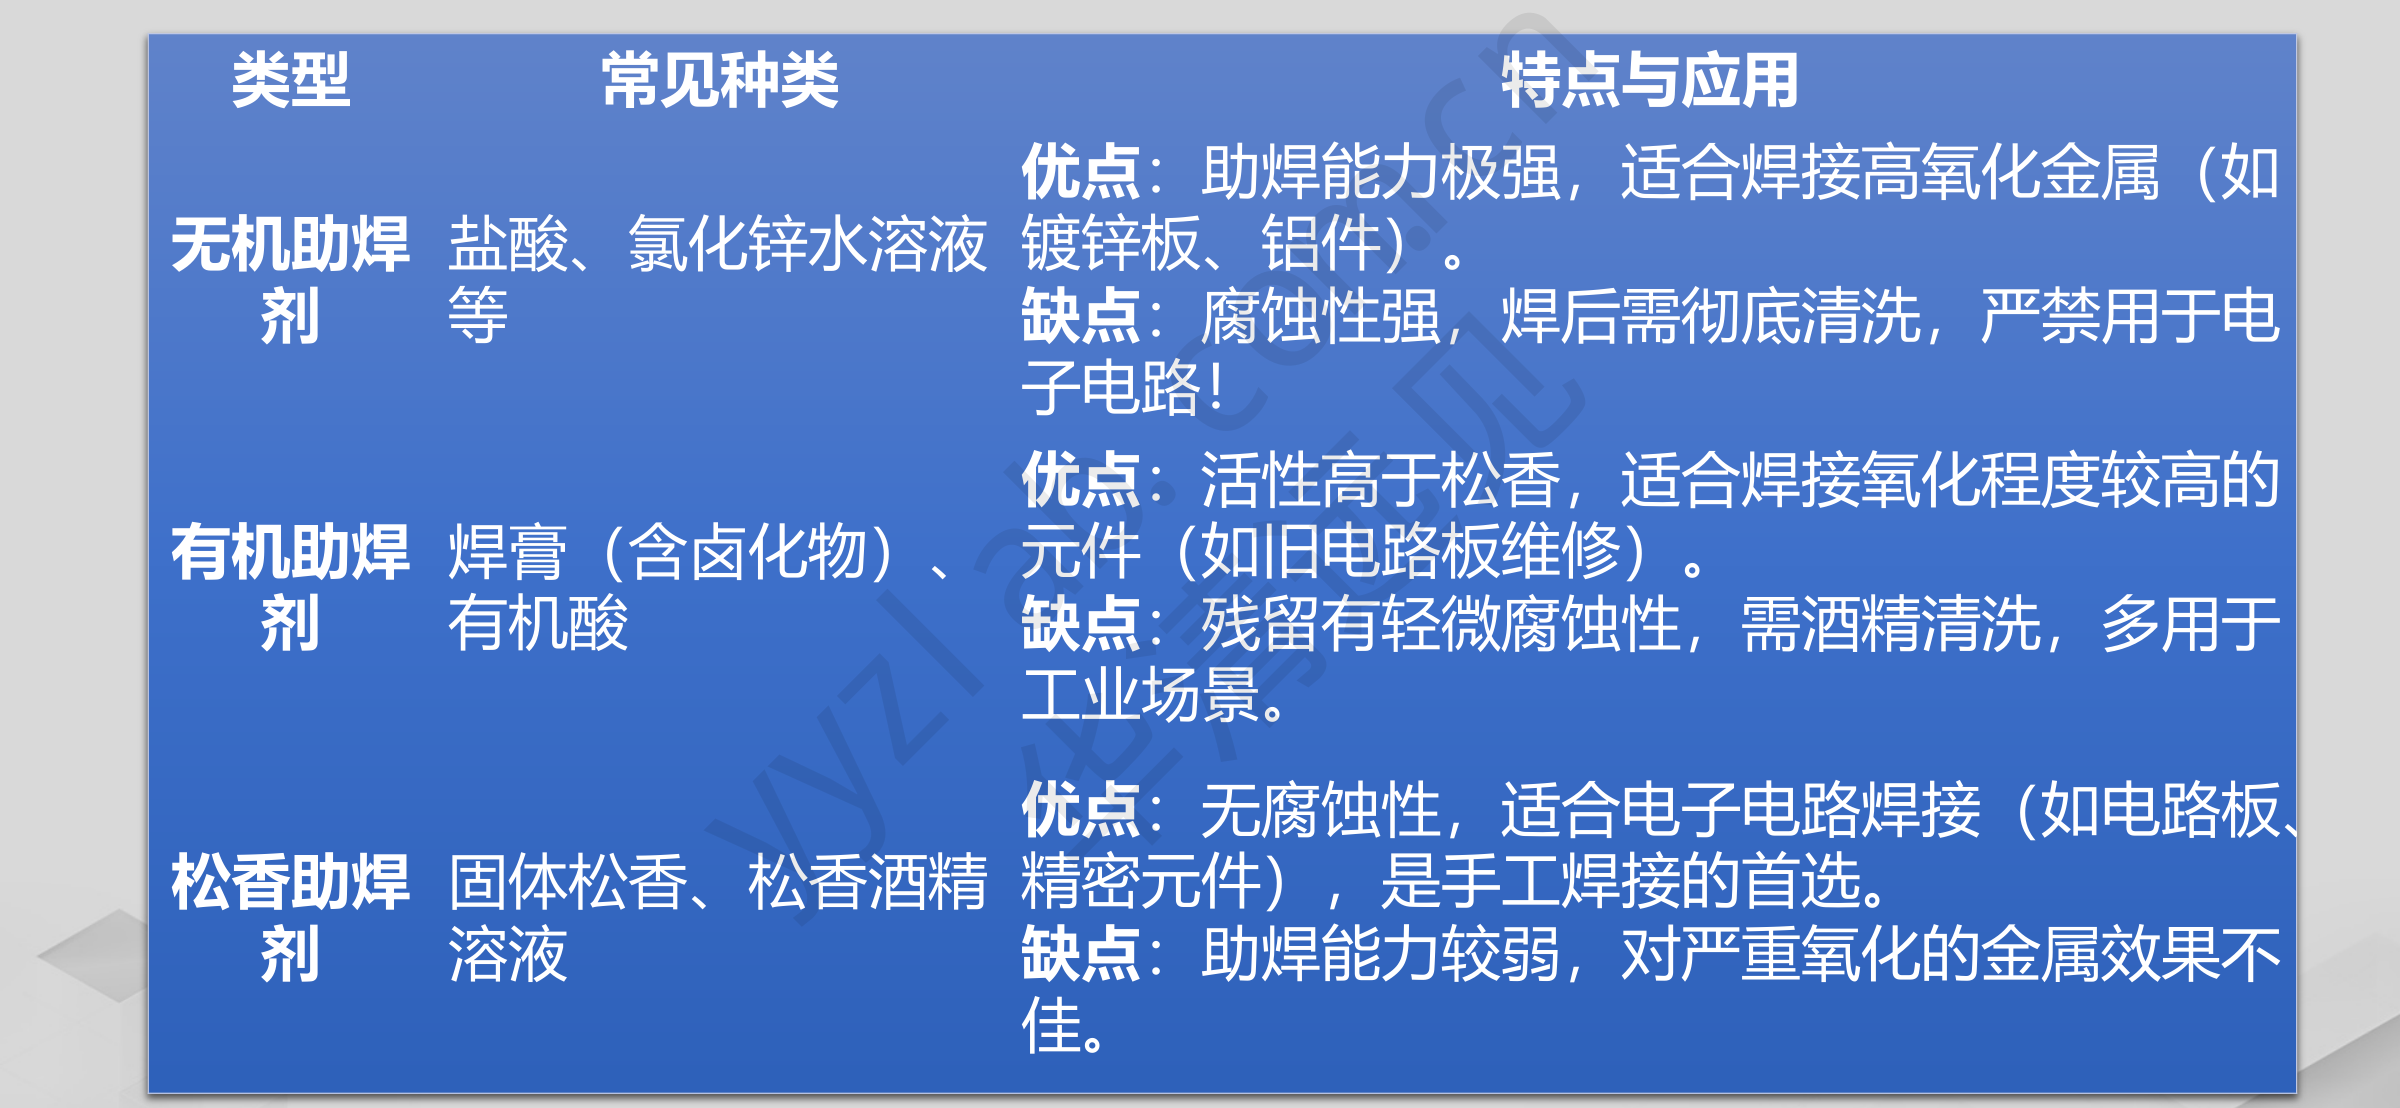 类型 常见种类 特点与应用
无机助焊剂
盐酸、氯化锌水溶液
等
优点：助焊能力极强，适合焊接高氧化金属（如
镀锌板、铝件）。
缺点：腐蚀性强，焊后需彻底清洗，严禁用于电
子电路！
有机助焊
剂
焊膏（含卤化物）、
有机酸
优点：活性高于松香，适合焊接氧化程度较高的
元件（如旧电路板维修）。
缺点：残留有轻微腐蚀性，需酒精清洗，多用于
工业场景。
松香助焊
剂
固体松香、松香酒精
溶液
优点：无腐蚀性，适合电子电路焊接（如电路板、
精密元件），是手工焊接的首选。
缺点：助焊能力较弱，对严重氧化的金属效果不
佳。